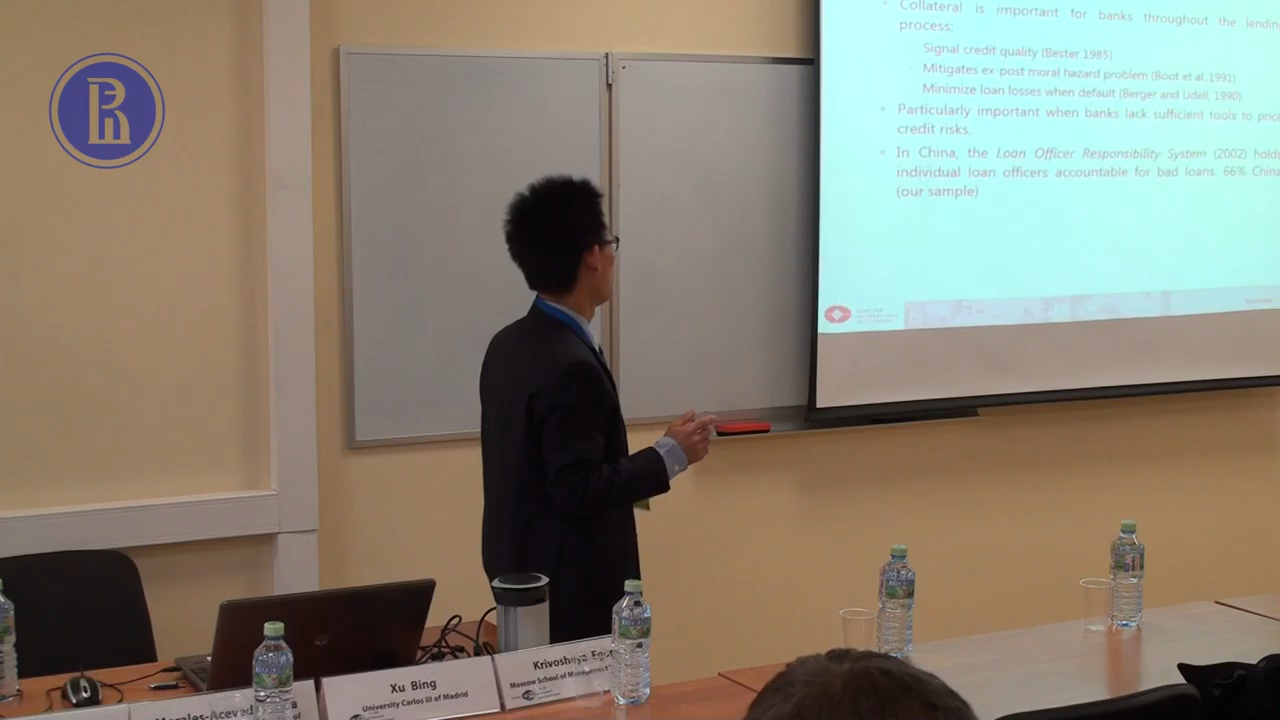 Collateral is important for banks throughout the lending
process:
Signal credit quality (Bester 1985)
Mitigates ex-post moral hazard problem (Boot et al,1991)
Minimize loan losses when default (Berger and Udell, 1990).
Particularly important when banks lack sufficient tools to price
credit risks.
In China, the Loan Officer Responsibility System (2002) holds
individual loan officers accountable for bad loans. 66% China
(our sample)
Xu Bing
University Carlos III of Madrid
Krivosheya Egor
Moscow School of Management